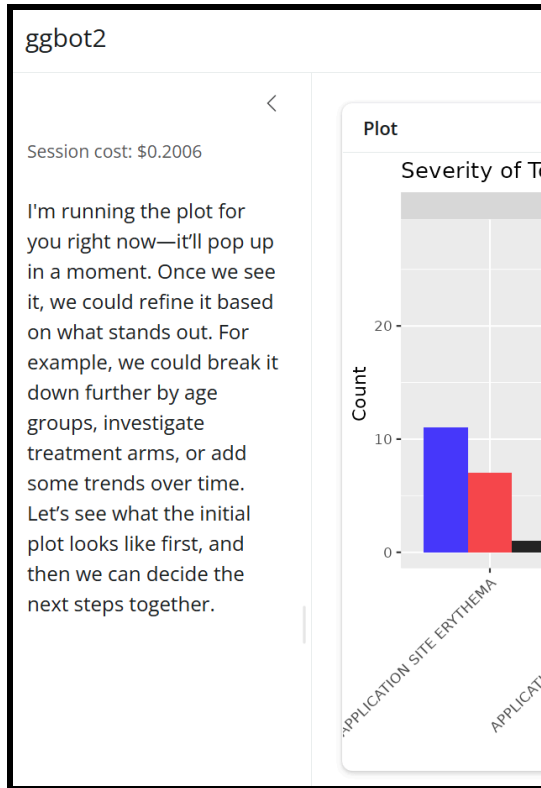 ggbot2
Session cost: $0.2006
I'm running the plot for
you right now—it’ll pop up
in a moment. Once we see
it, we could refine it based
on what stands out. For
example, we could break it
down further by age
groups, investigate
treatment arms, or add
some trends over time.
Let’s see what the initial
plot looks like first, and
then we can decide the
next steps together.
Plot
Severity of
Count
20
10
0
APPLICATION SITE ERYTHEMA